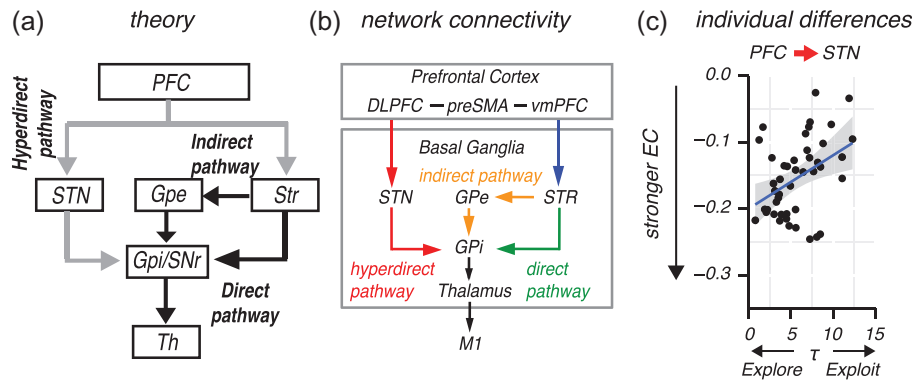 (a)
theory
PFC
Hyperdirect
pathway
Indirect
pathway
STN
Gpe
Str
Gpi/SNr
Direct
pathway
Th
(b)
network connectivity
Prefrontal Cortex
DLPFC – preSMA – vmPFC
Basal Ganglia
indirect pathway
STN
GPe
STR
GPi
hyperdirect
pathway
direct
pathway
Thalamus
M1
(c)
individual differences
PFC STN
stronger EC
0.0
−0.1
−0.2
−0.3
0 5 10 15
Explore τ Exploit